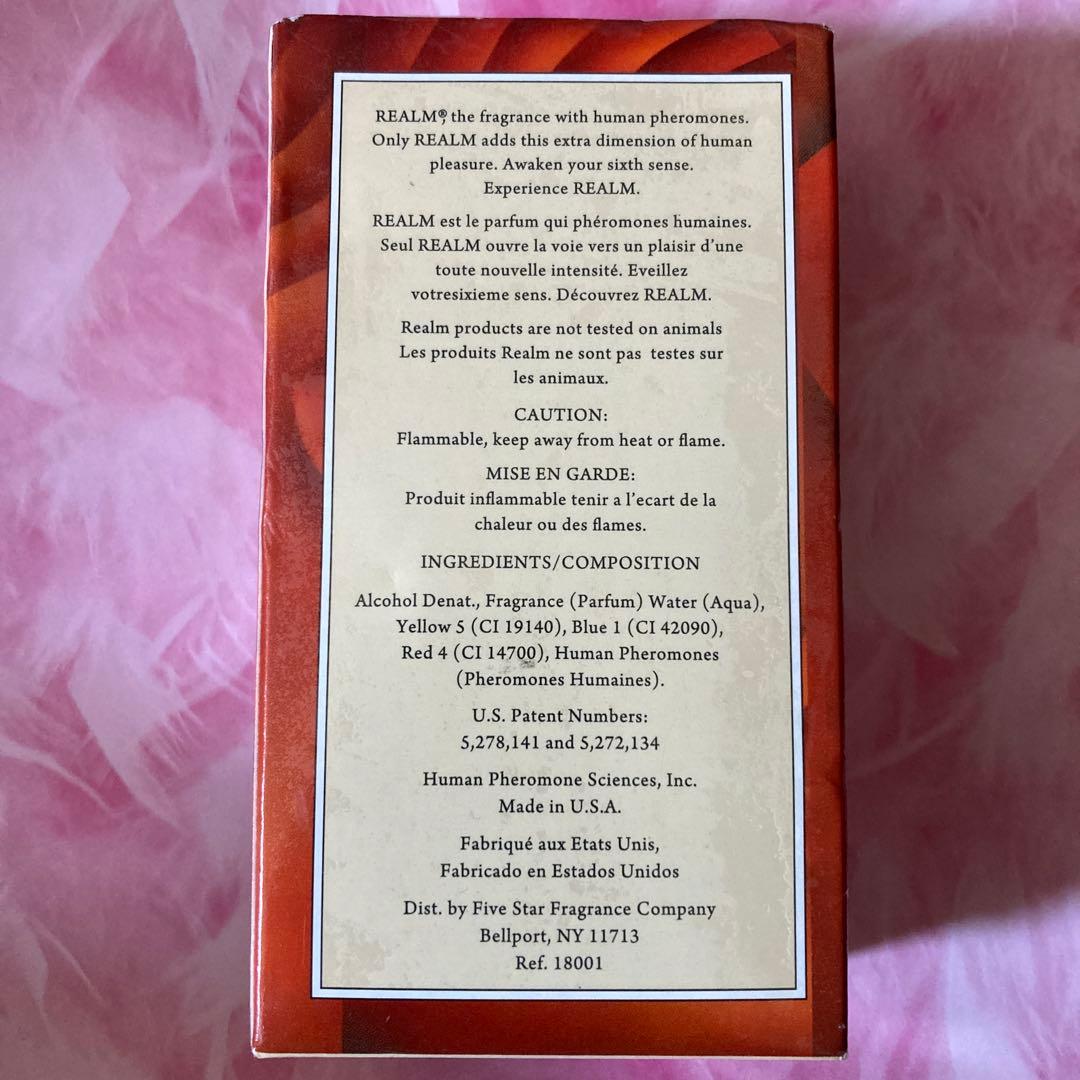 REALM®, the fragrance with human pheromones.
Only REALM adds this extra dimension of human
pleasure. Awaken your sixth sense.
Experience REALM.
REALM est le parfum qui phéromones humaines.
Seul REALM ouvre la voie vers un plaisir d'une
toute nouvelle intensité. Eveillez
votresixieme sens. Découvrez REALM.
Realm products are not tested on animals
Les produits Realm ne sont pas testes sur
les animaux.
CAUTION:
Flammable, keep away from heat or flame.
MISE EN GARDE:
Produit inflammable tenir a l'ecart de la
chaleur ou des flames.
INGREDIENTS/COMPOSITION
Alcohol Denat., Fragrance (Parfum) Water (Aqua),
Yellow 5 (CI 19140), Blue 1 (CI 42090),
Red 4 (CI 14700), Human Pheromones
(Pheromones Humaines).
U.S. Patent Numbers:
5,278,141 and 5,272,134
Human Pheromone Sciences, Inc.
Made in U.S.A.
Fabriqué aux Etats Unis,
Fabricado en Estados Unidos
Dist. by Five Star Fragrance Company
Bellport, NY 11713
Ref. 18001